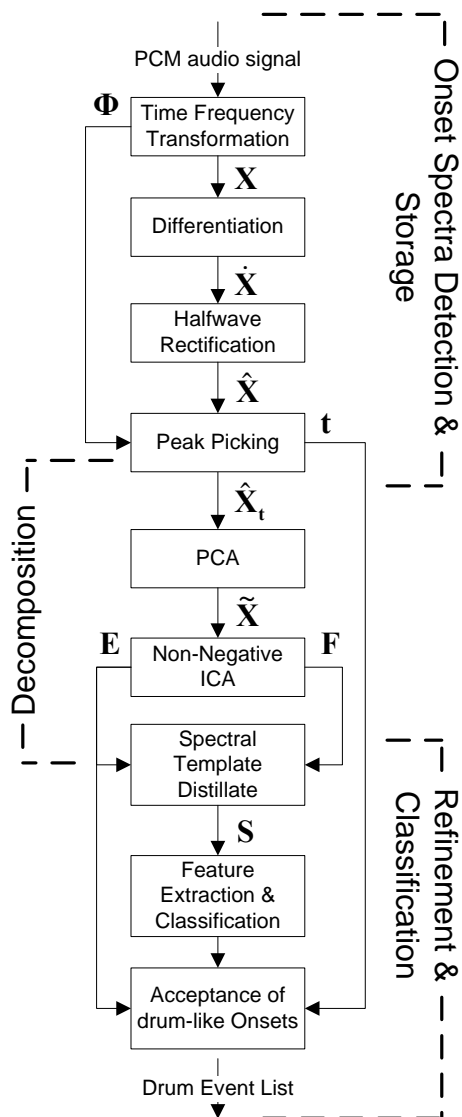 PCM audio signal
Φ
Time Frequency
Transformation
X
Differentiation
Ẋ
Halfwave
Rectification
X̂
Peak Picking
t
X̂ₜ
PCA
X̃
E
Non-Negative
ICA
F
Spectral
Template
Distillate
S
Feature
Extraction &
Classification
Acceptance of
drum-like Onsets
Drum Event List
Onset Spectra Detection &
Storage
Decomposition
Refinement &
Classification